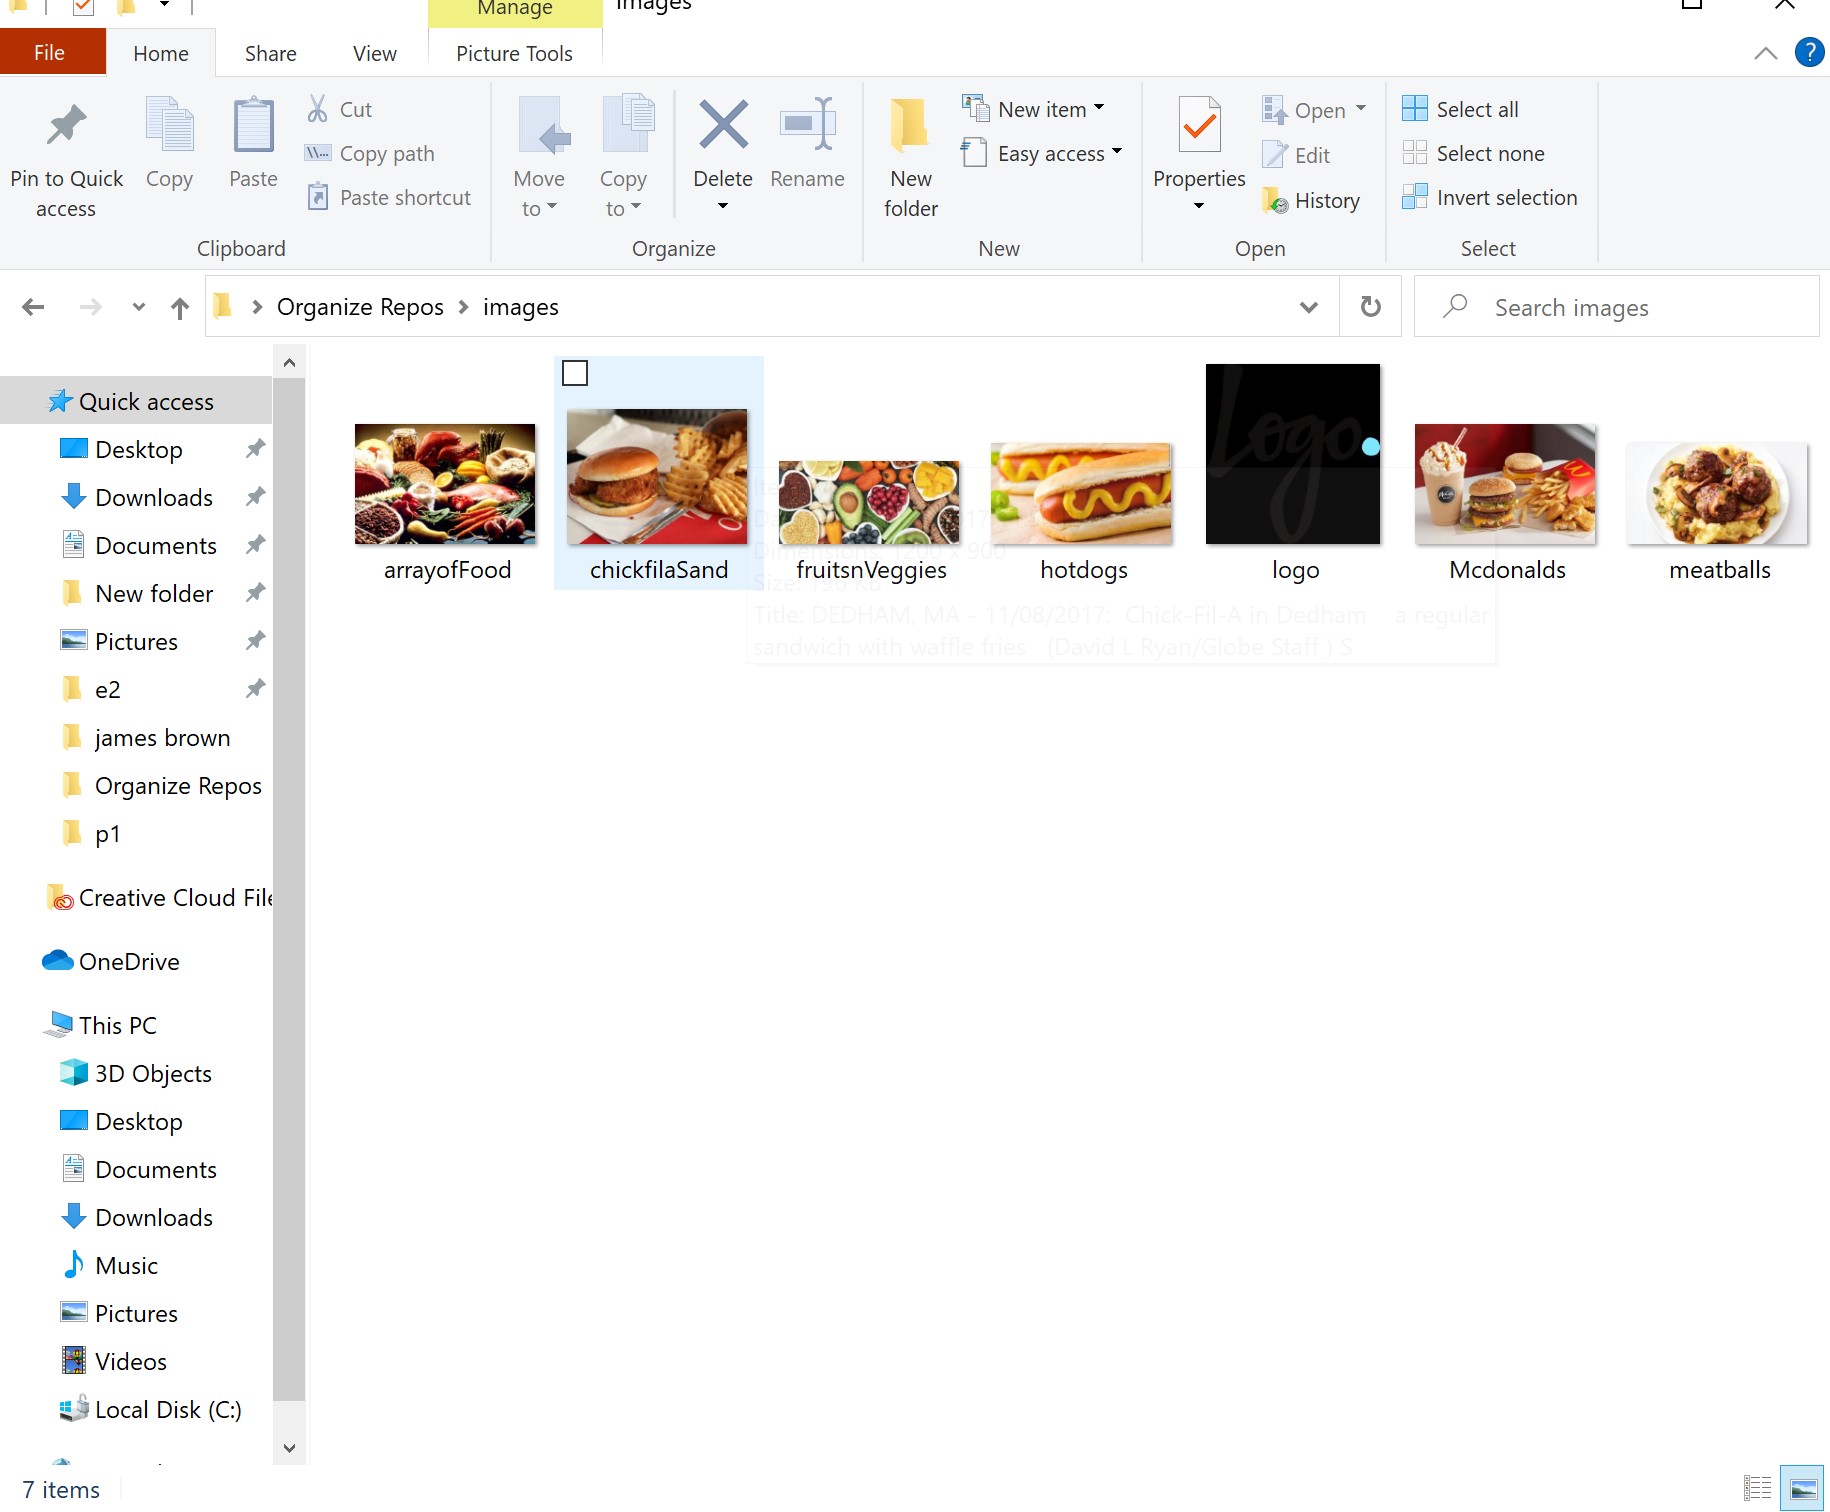 Manage
images
File
Home
Share
View
Picture Tools
Pin to Quick access
Copy
Paste
Cut
Copy path
Paste shortcut
Clipboard
Move to
Copy to
Delete
Rename
Organize
New folder
New item
Easy access
New
Properties
Open
Edit
History
Open
Select all
Select none
Invert selection
Select
Organize Repos
images
Search images
Quick access
Desktop
Downloads
Documents
New folder
Pictures
e2
james brown
Organize Repos
p1
Creative Cloud File
OneDrive
This PC
3D Objects
Desktop
Documents
Downloads
Music
Pictures
Videos
Local Disk (C:)
Logo
arrayofFood
chickfilaSand
fruitsnVeggies
hotdogs
logo
Mcdonalds
meatballs
Dimensions: 1200 x 900
Size: KB
Title: DEDHAM, MA - 11/08/2017: Chick-Fil-A in Dedham a regular
sandwich with waffle fries (David L Ryan/Globe Staff ) S
7 items